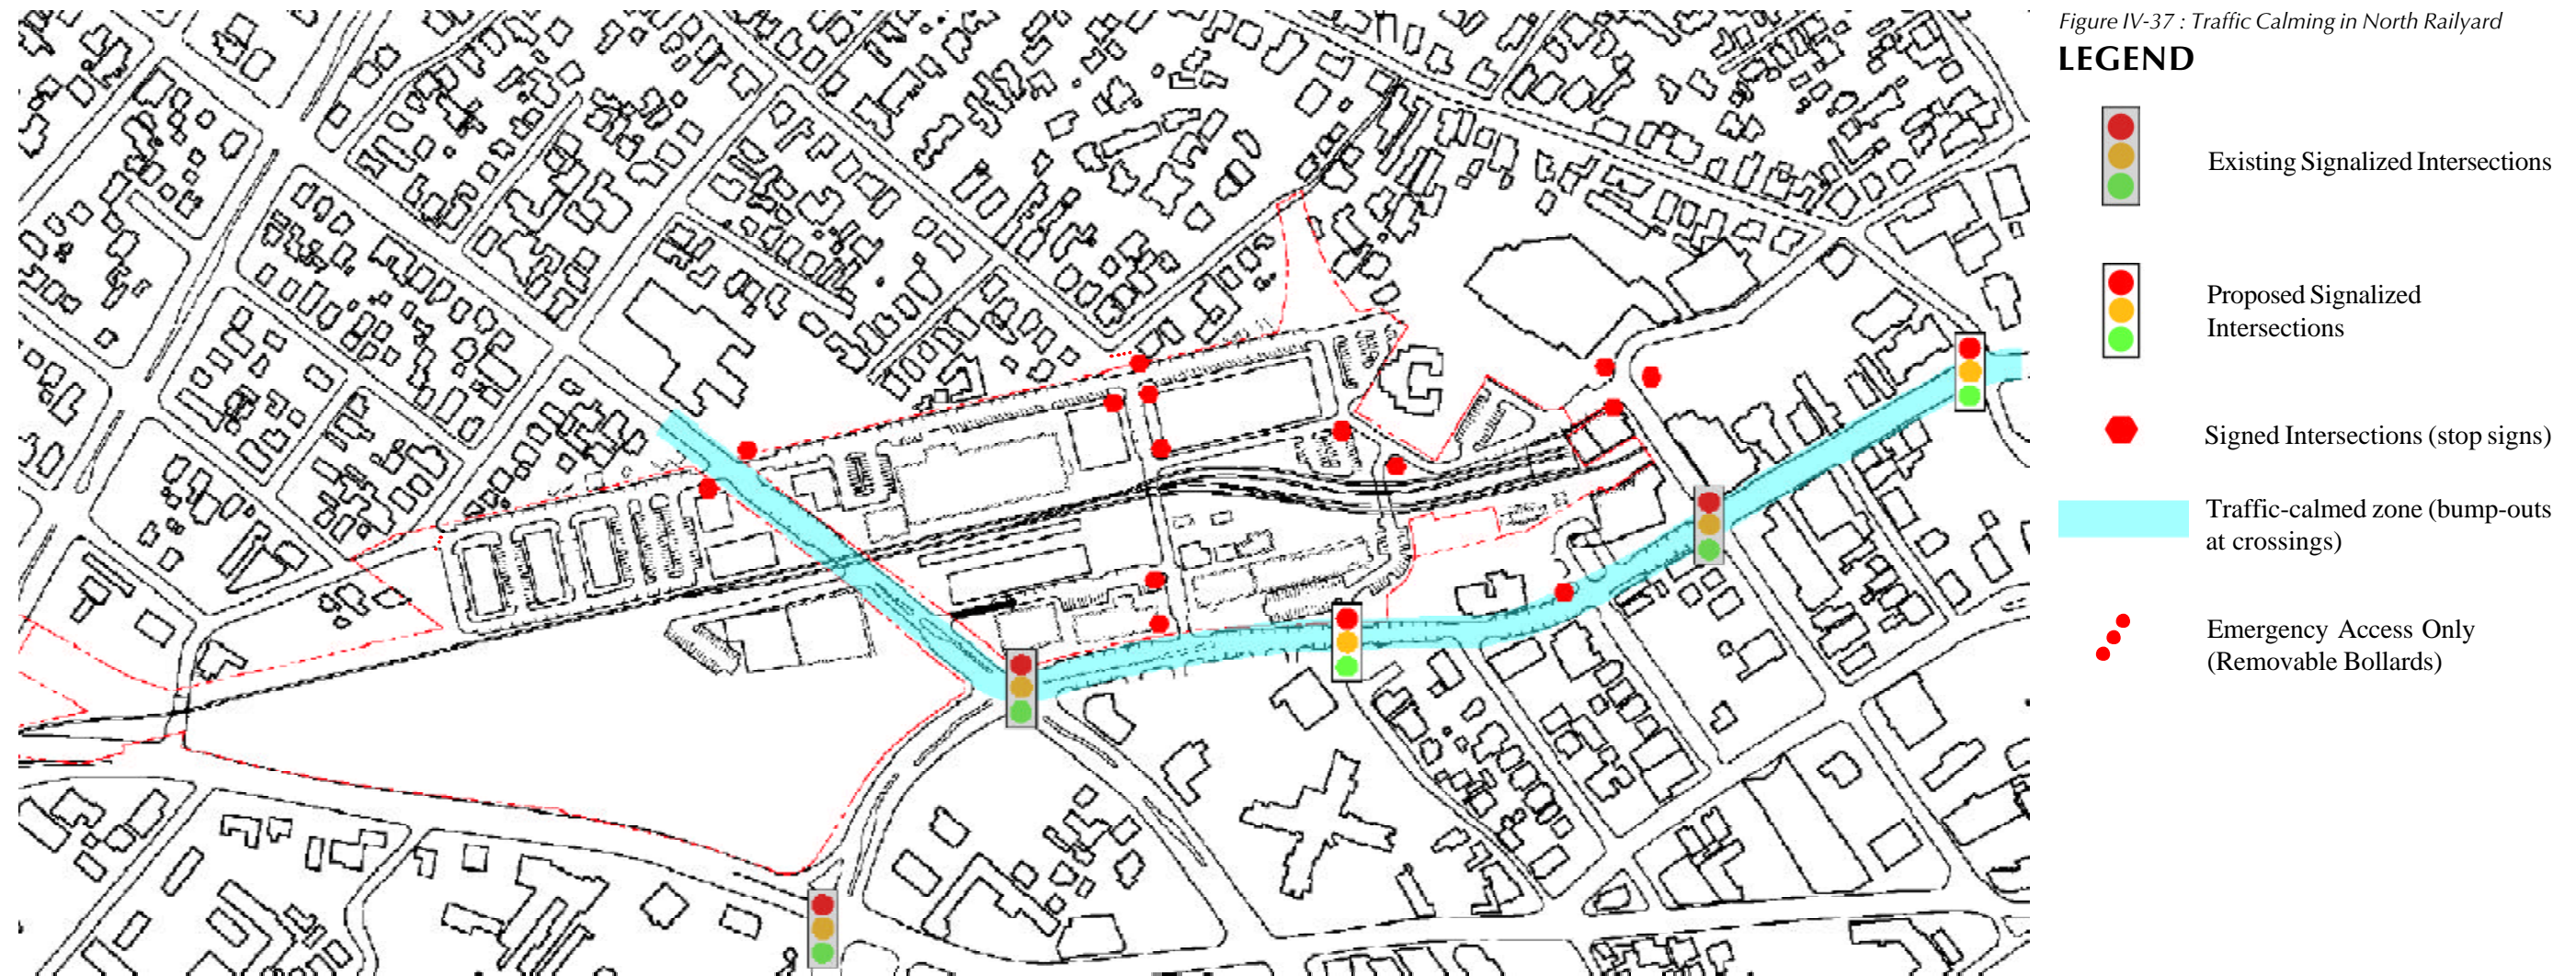 Figure IV-37 : Traffic Calming in North Railyard
LEGEND
Existing Signalized Intersections
Proposed Signalized
Intersections
Signed Intersections (stop signs)
Traffic-calmed zone (bump-outs
at crossings)
Emergency Access Only
(Removable Bollards)